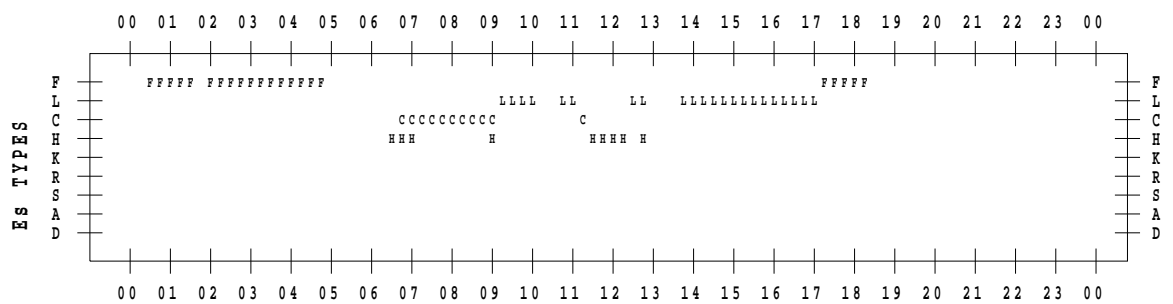 00 01 02 03 04 05 06 07 08 09 10 11 12 13 14 15 16 17 18 19 20 21 22 23 00
F FFFFF FFFFFFFFFFFF FFFFF F
L LLLL LL LL LLLLLLLLLLLLLL L
C CCCCCCCCCC C C
H HHH H HHHH H H
K K
R R
S S
A A
D D
Es TYPES
00 01 02 03 04 05 06 07 08 09 10 11 12 13 14 15 16 17 18 19 20 21 22 23 00